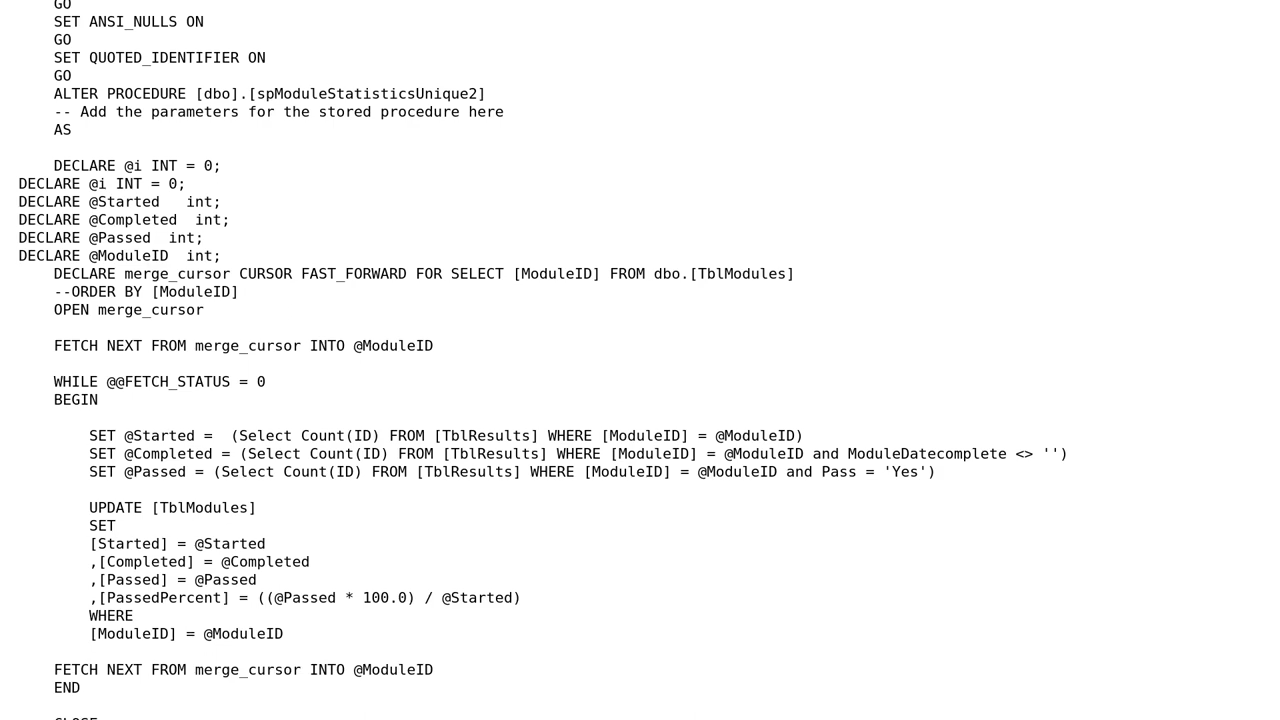 GO
SET ANSI_NULLS ON
GO
SET QUOTED_IDENTIFIER ON
GO
ALTER PROCEDURE [dbo].[spModuleStatisticsUnique2]
-- Add the parameters for the stored procedure here
AS
DECLARE @i INT = 0;
DECLARE @i INT = 0;
DECLARE @Started   int;
DECLARE @Completed  int;
DECLARE @Passed  int;
DECLARE @ModuleID  int;
DECLARE merge_cursor CURSOR FAST_FORWARD FOR SELECT [ModuleID] FROM dbo.[TblModules]
--ORDER BY [ModuleID]
OPEN merge_cursor
FETCH NEXT FROM merge_cursor INTO @ModuleID
WHILE @@FETCH_STATUS = 0
BEGIN
SET @Started =  (Select Count(ID) FROM [TblResults] WHERE [ModuleID] = @ModuleID)
SET @Completed = (Select Count(ID) FROM [TblResults] WHERE [ModuleID] = @ModuleID and ModuleDatecomplete <> '')
SET @Passed = (Select Count(ID) FROM [TblResults] WHERE [ModuleID] = @ModuleID and Pass = 'Yes')
UPDATE [TblModules]
SET
[Started] = @Started
,[Completed] = @Completed
,[Passed] = @Passed
,[PassedPercent] = ((@Passed * 100.0) / @Started)
WHERE
[ModuleID] = @ModuleID
FETCH NEXT FROM merge_cursor INTO @ModuleID
END
CLOSE